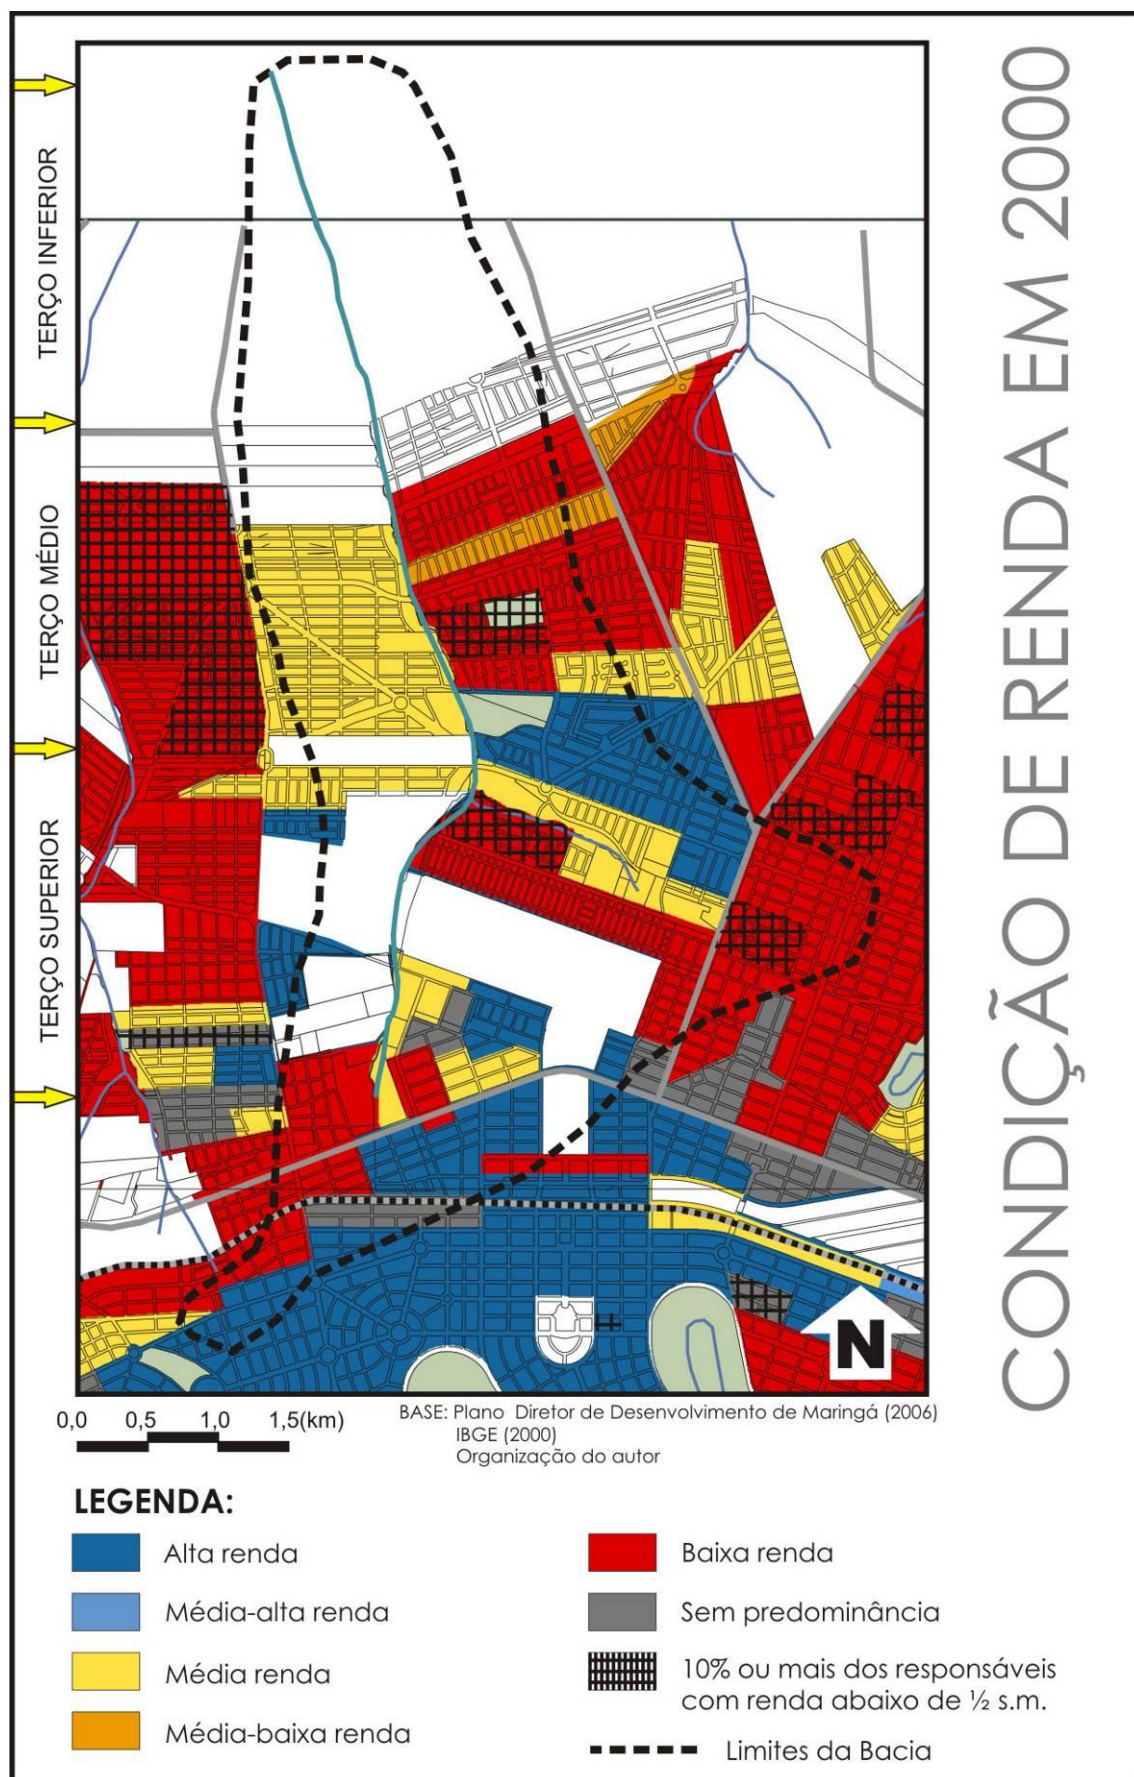 CONDIÇÃO DE RENDA EM 2000
TERÇO INFERIOR
TERÇO MÉDIO
TERÇO SUPERIOR
N
0,0 0,5 1,0 1,5(km)
BASE: Plano Diretor de Desenvolvimento de Maringá (2006)
IBGE (2000)
Organização do autor
LEGENDA:
Alta renda
Média-alta renda
Média renda
Média-baixa renda
Baixa renda
Sem predominância
10% ou mais dos responsáveis
com renda abaixo de ½ s.m.
Limites da Bacia